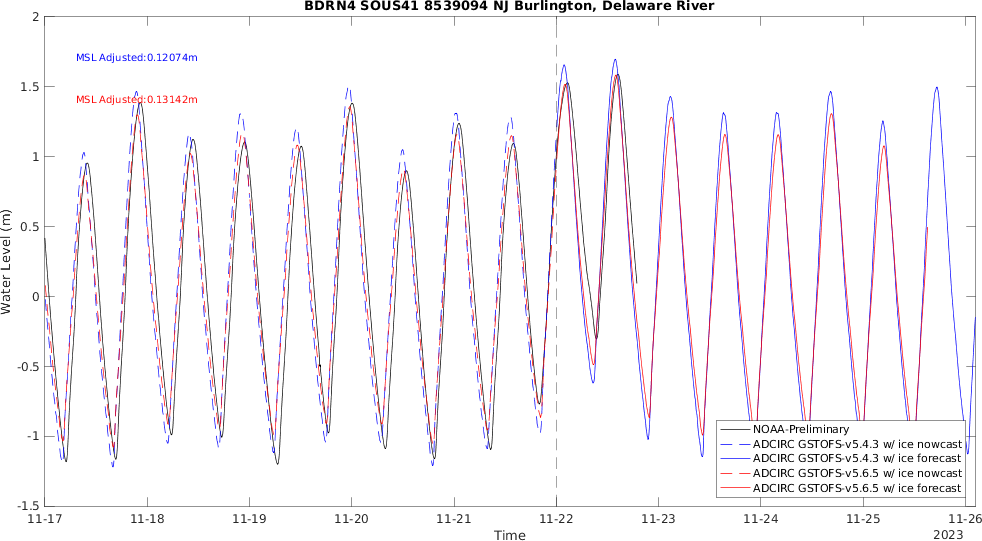 BDRN4 SOUS41 8539094 NJ Burlington, Delaware River
MSL Adjusted:0.12074m
MSL Adjusted:0.13142m
Water Level (m)
2
1.5
1
0.5
0
-0.5
-1
-1.5
NOAA-Preliminary
ADCIRC GSTOFS-v5.4.3 w/ ice nowcast
ADCIRC GSTOFS-v5.4.3 w/ ice forecast
ADCIRC GSTOFS-v5.6.5 w/ ice nowcast
ADCIRC GSTOFS-v5.6.5 w/ ice forecast
11-17 11-18 11-19 11-20 11-21 11-22 11-23 11-24 11-25 11-26
Time
2023